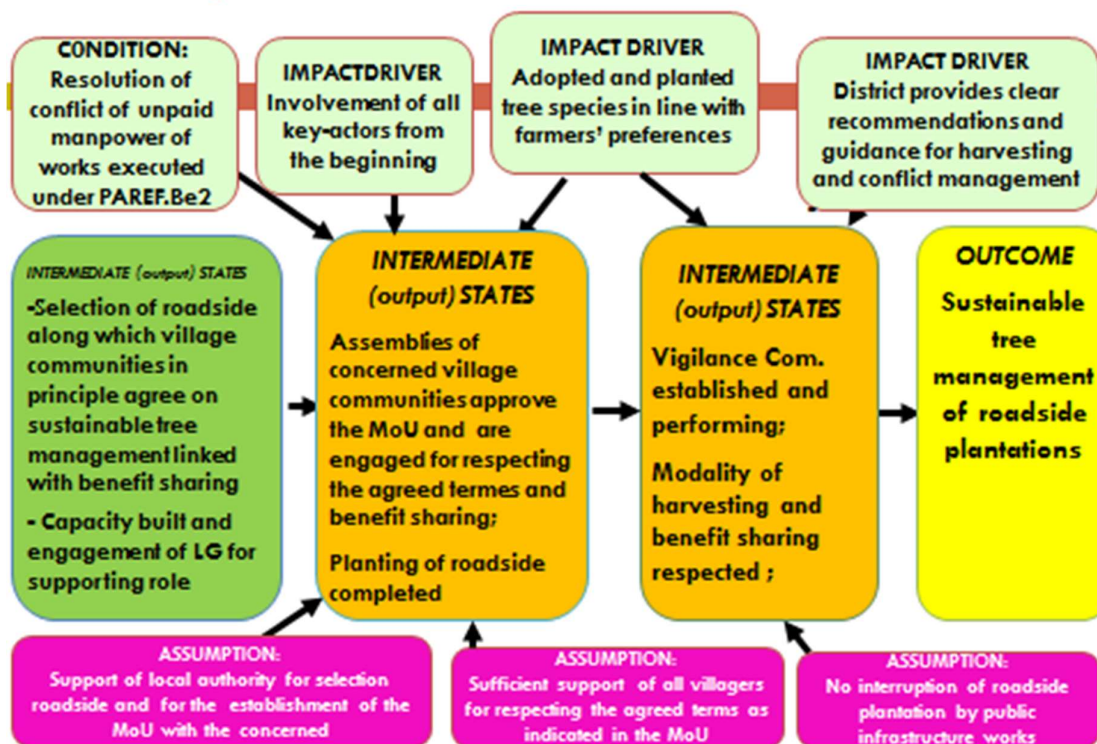 C0NDITION:
Resolution of
conflict of unpaid
manpower of
works executed
under PAREF.Be2
IMPACTDRIVER
Involvement of all
key-actors from
the beginning
IMPACT DRIVER
Adopted and planted
tree species in line with
farmers' preferences
IMPACT DRIVER
District provides clear
recommendations and
guidance for harvesting
and conflict management
INTERMEDIATE (output) STATES
-Selection of roadside
along which village
communities in
principle agree on
sustainable tree
management linked
with benefit sharing
- Capacity built and
engagement of LG for
supporting role
INTERMEDIATE
(output) STATES
Assemblies of
concerned village
communities approve
the MoU and are
engaged for respecting
the agreed termes and
benefit sharing;
Planting of roadside
completed
INTERMEDIATE
(output) STATES
Vigilance Com.
established and
performing;
Modality of
harvesting and
benefit sharing
respected ;
OUTCOME
Sustainable
tree
management
of roadside
plantations
ASSUMPTION:
Support of local authority for selection
roadside and for the establishment of the
MoU with the concerned
ASSUMPTION:
Sufficient support of all villagers
for respecting the agreed terms as
indicated in the MoU
ASSUMPTION:
No interruption of roadside
plantation by public
infrastructure works